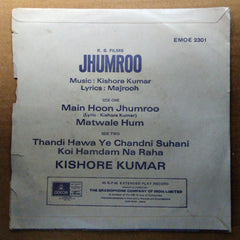 EMOE 2301
K. S. FILMS
JHUMROO
Music : Kishore Kumar
Lyrics : Majrooh
SIDE ONE
Main Hoon Jhumroo
(Lyric : Kishore Kumar)
Matwale Hum
SIDE TWO
Thandi Hawa Ye Chandni Suhani
Koi Hamdam Na Raha
KISHORE KUMAR
45 R.P.M. EXTENDED PLAY RECORD
THE GRAMOPHONE COMPANY OF INDIA LIMITED
ODEON